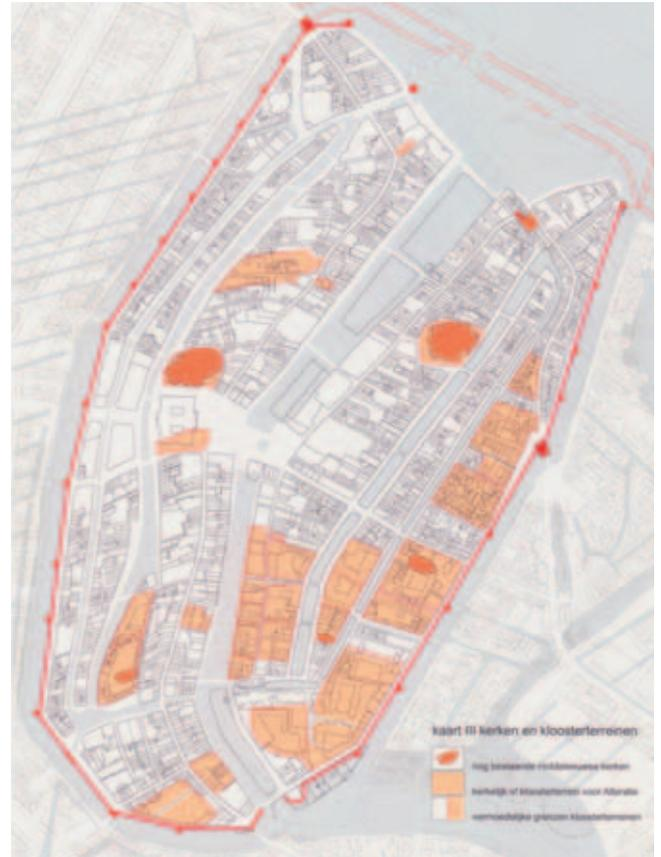 kaart III kerken en kloosterterreinen
nog bestaande middeleeuwse kerken
kerkelijk of kloosterterrein voor Alteratie
vermoedelijke grenzen kloosterterreinen